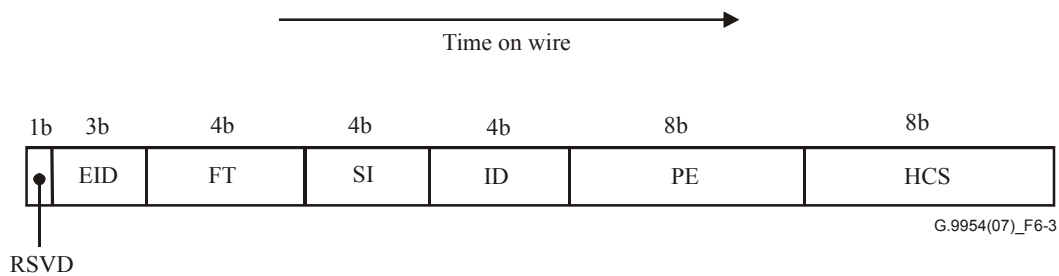 Time on wire
1b 3b 4b 4b 4b 8b 8b
EID FT SI ID PE HCS
G.9954(07)_F6-3
RSVD